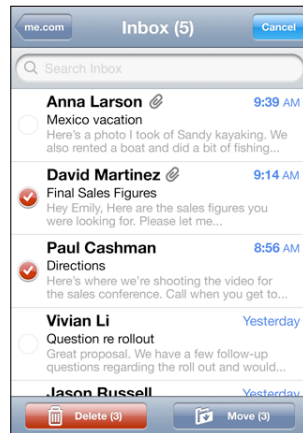 me.com
Inbox (5)
Cancel
Search Inbox
Anna Larson
9:39 AM
Mexico vacation
Here's a photo I took of Sandy kayaking. We
also rented a boat and did a bit of fishing...
David Martinez
9:14 AM
Final Sales Figures
Hey Emily, Here are the sales figures you
were looking for. Please let me...
Paul Cashman
8:56 AM
Directions
Here's where we're shooting the video for
the sales conference. Call when you get to...
Vivian Li
Yesterday
Question re rollout
Great proposal. We have a few follow-up
questions regarding the roll out and would...
Jason Russell
Yesterday
Delete (3)
Move (3)